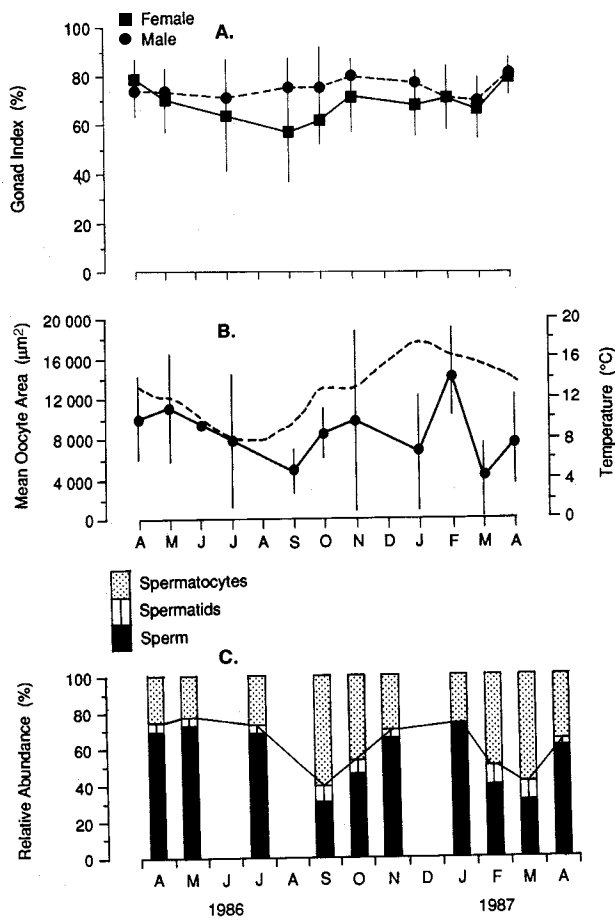 Female
Male
A.
Gonad Index (%)
100
80
60
40
20
0
B.
Mean Oocyte Area (µm²)
20 000
16 000
12 000
8 000
4 000
0
20
16
12
8
4
0
Temperature (°C)
A M J J A S O N J F M A
Spermatocytes
Spermatids
Sperm
C.
Relative Abundance (%)
100
80
60
40
20
0
A M J J A S O N D J F M A
1986 1987